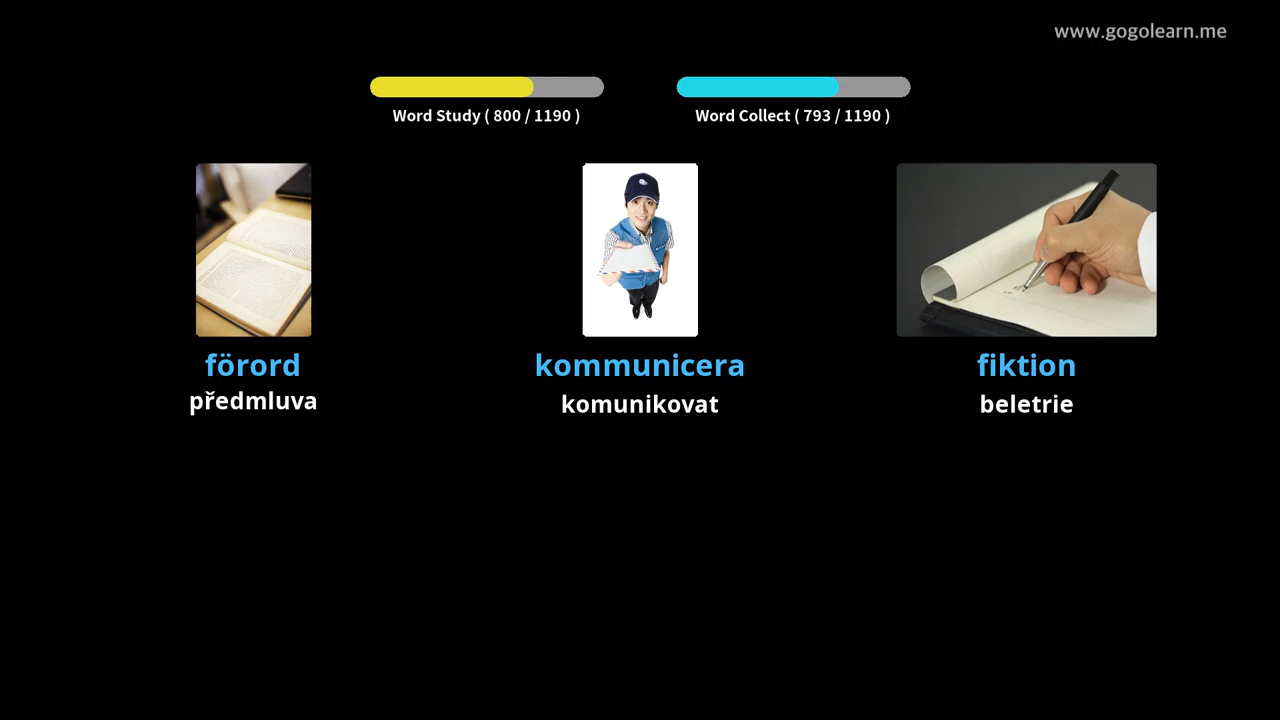 www.gogolearn.me
Word Study ( 800 / 1190 )
Word Collect ( 793 / 1190 )
förord
předmluva
kommunicera
komunikovat
fiktion
beletrie